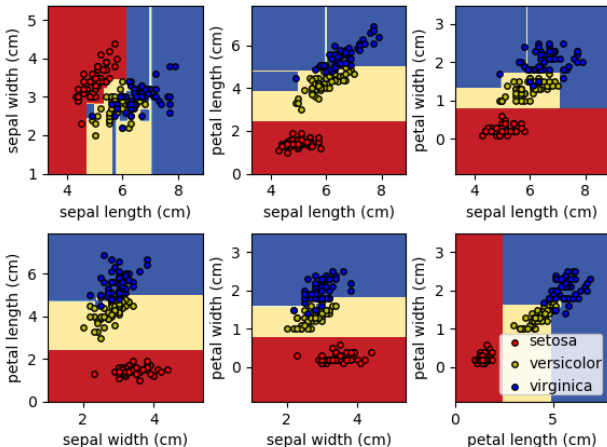 sepal width (cm)
5
4
3
2
1
4
6
8
sepal length (cm)
petal length (cm)
6
4
2
0
4
6
8
sepal length (cm)
petal width (cm)
3
2
1
0
4
6
8
sepal length (cm)
petal length (cm)
6
4
2
0
2
4
sepal width (cm)
petal width (cm)
3
2
1
0
2
4
sepal width (cm)
petal width (cm)
3
2
1
0
0
5
petal length (cm)
setosa
versicolor
virginica